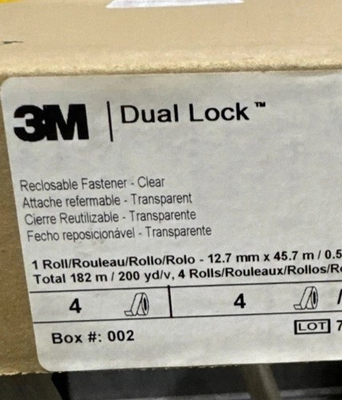 3M | Dual Lock™
Reclosable Fastener - Clear
Attache refermable - Transparent
Cierre Reutilizable - Transparente
Fecho reposicionável - Transparente
1 Roll/Rouleau/Rollo/Rolo - 12.7 mm x 45.7 m / 0.5
Total 182 m / 200 yd/v, 4 Rolls/Rouleaux/Rollos/R
4 4
Box #: 002 LOT 7